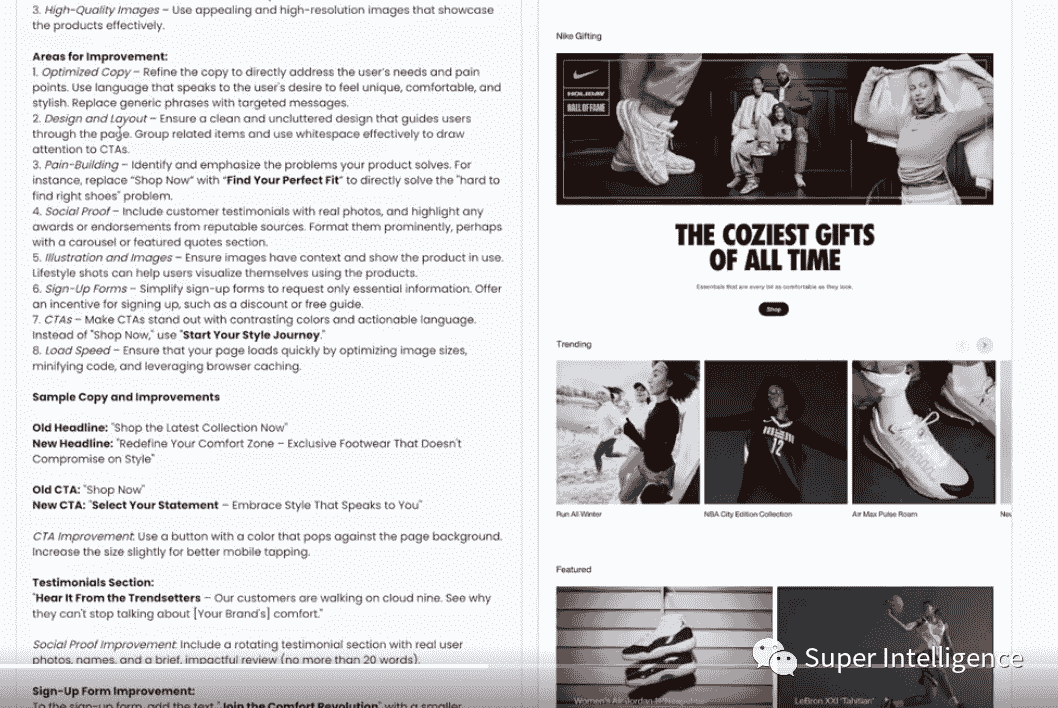 3. High-Quality Images – Use appealing and high-resolution images that showcase
the products effectively.
Areas for Improvement:
1. Optimized Copy – Refine the copy to directly address the user's needs and pain
points. Use language that speaks to the user's desire to feel unique, comfortable, and
stylish. Replace generic phrases with targeted messages.
2. Design and Layout – Ensure a clean and uncluttered design that guides users
through the page. Group related items and use whitespace effectively to draw
attention to CTAs.
3. Pain-Building – Identify and emphasize the problems your product solves. For
instance, replace "Shop Now" with "Find Your Perfect Fit" to directly solve the "hard to
find right shoes" problem.
4. Social Proof – Include customer testimonials with real photos, and highlight any
awards or endorsements from reputable sources. Format them prominently, perhaps
with a carousel or featured quotes section.
5. Illustration and Images – Ensure images have context and show the product in use.
Lifestyle shots can help users visualize themselves using the products.
6. Sign-Up Forms – Simplify sign-up forms to request only essential information. Offer
an incentive for signing up, such as a discount or free guide.
7. CTAs – Make CTAs stand out with contrasting colors and actionable language.
Instead of "Shop Now," use "Start Your Style Journey."
8. Load Speed – Ensure that your page loads quickly by optimizing image sizes,
minifying code, and leveraging browser caching.
Sample Copy and Improvements
Old Headline: "Shop the Latest Collection Now"
New Headline: "Redefine Your Comfort Zone – Exclusive Footwear That Doesn't
Compromise on Style"
Old CTA: "Shop Now"
New CTA: "Select Your Statement – Embrace Style That Speaks to You"
CTA Improvement: Use a button with a color that pops against the page background.
Increase the size slightly for better mobile tapping.
Testimonials Section:
"Hear It From the Trendsetters – Our customers are walking on cloud nine. See why
they can't stop talking about [Your Brand's] comfort."
Social Proof Improvement: Include a rotating testimonial section with real user
photos, names, and a brief, impactful review (no more than 20 words).
Sign-Up Form Improvement:
To the sign-up form, add the text, "Join the Comfort Revolution" with a smaller
Nike Gifting
HOLIDAY
HALL OF FAME
THE COZIEST GIFTS
OF ALL TIME
Essentials that are every bit as comfortable as they look.
Shop
Trending
12
Run All Winter
NBA City Edition Collection
Air Max Pulse Roam
Featured
Women's Air Jordan
LeBron XXI "Tahitian"
Super Intelligence